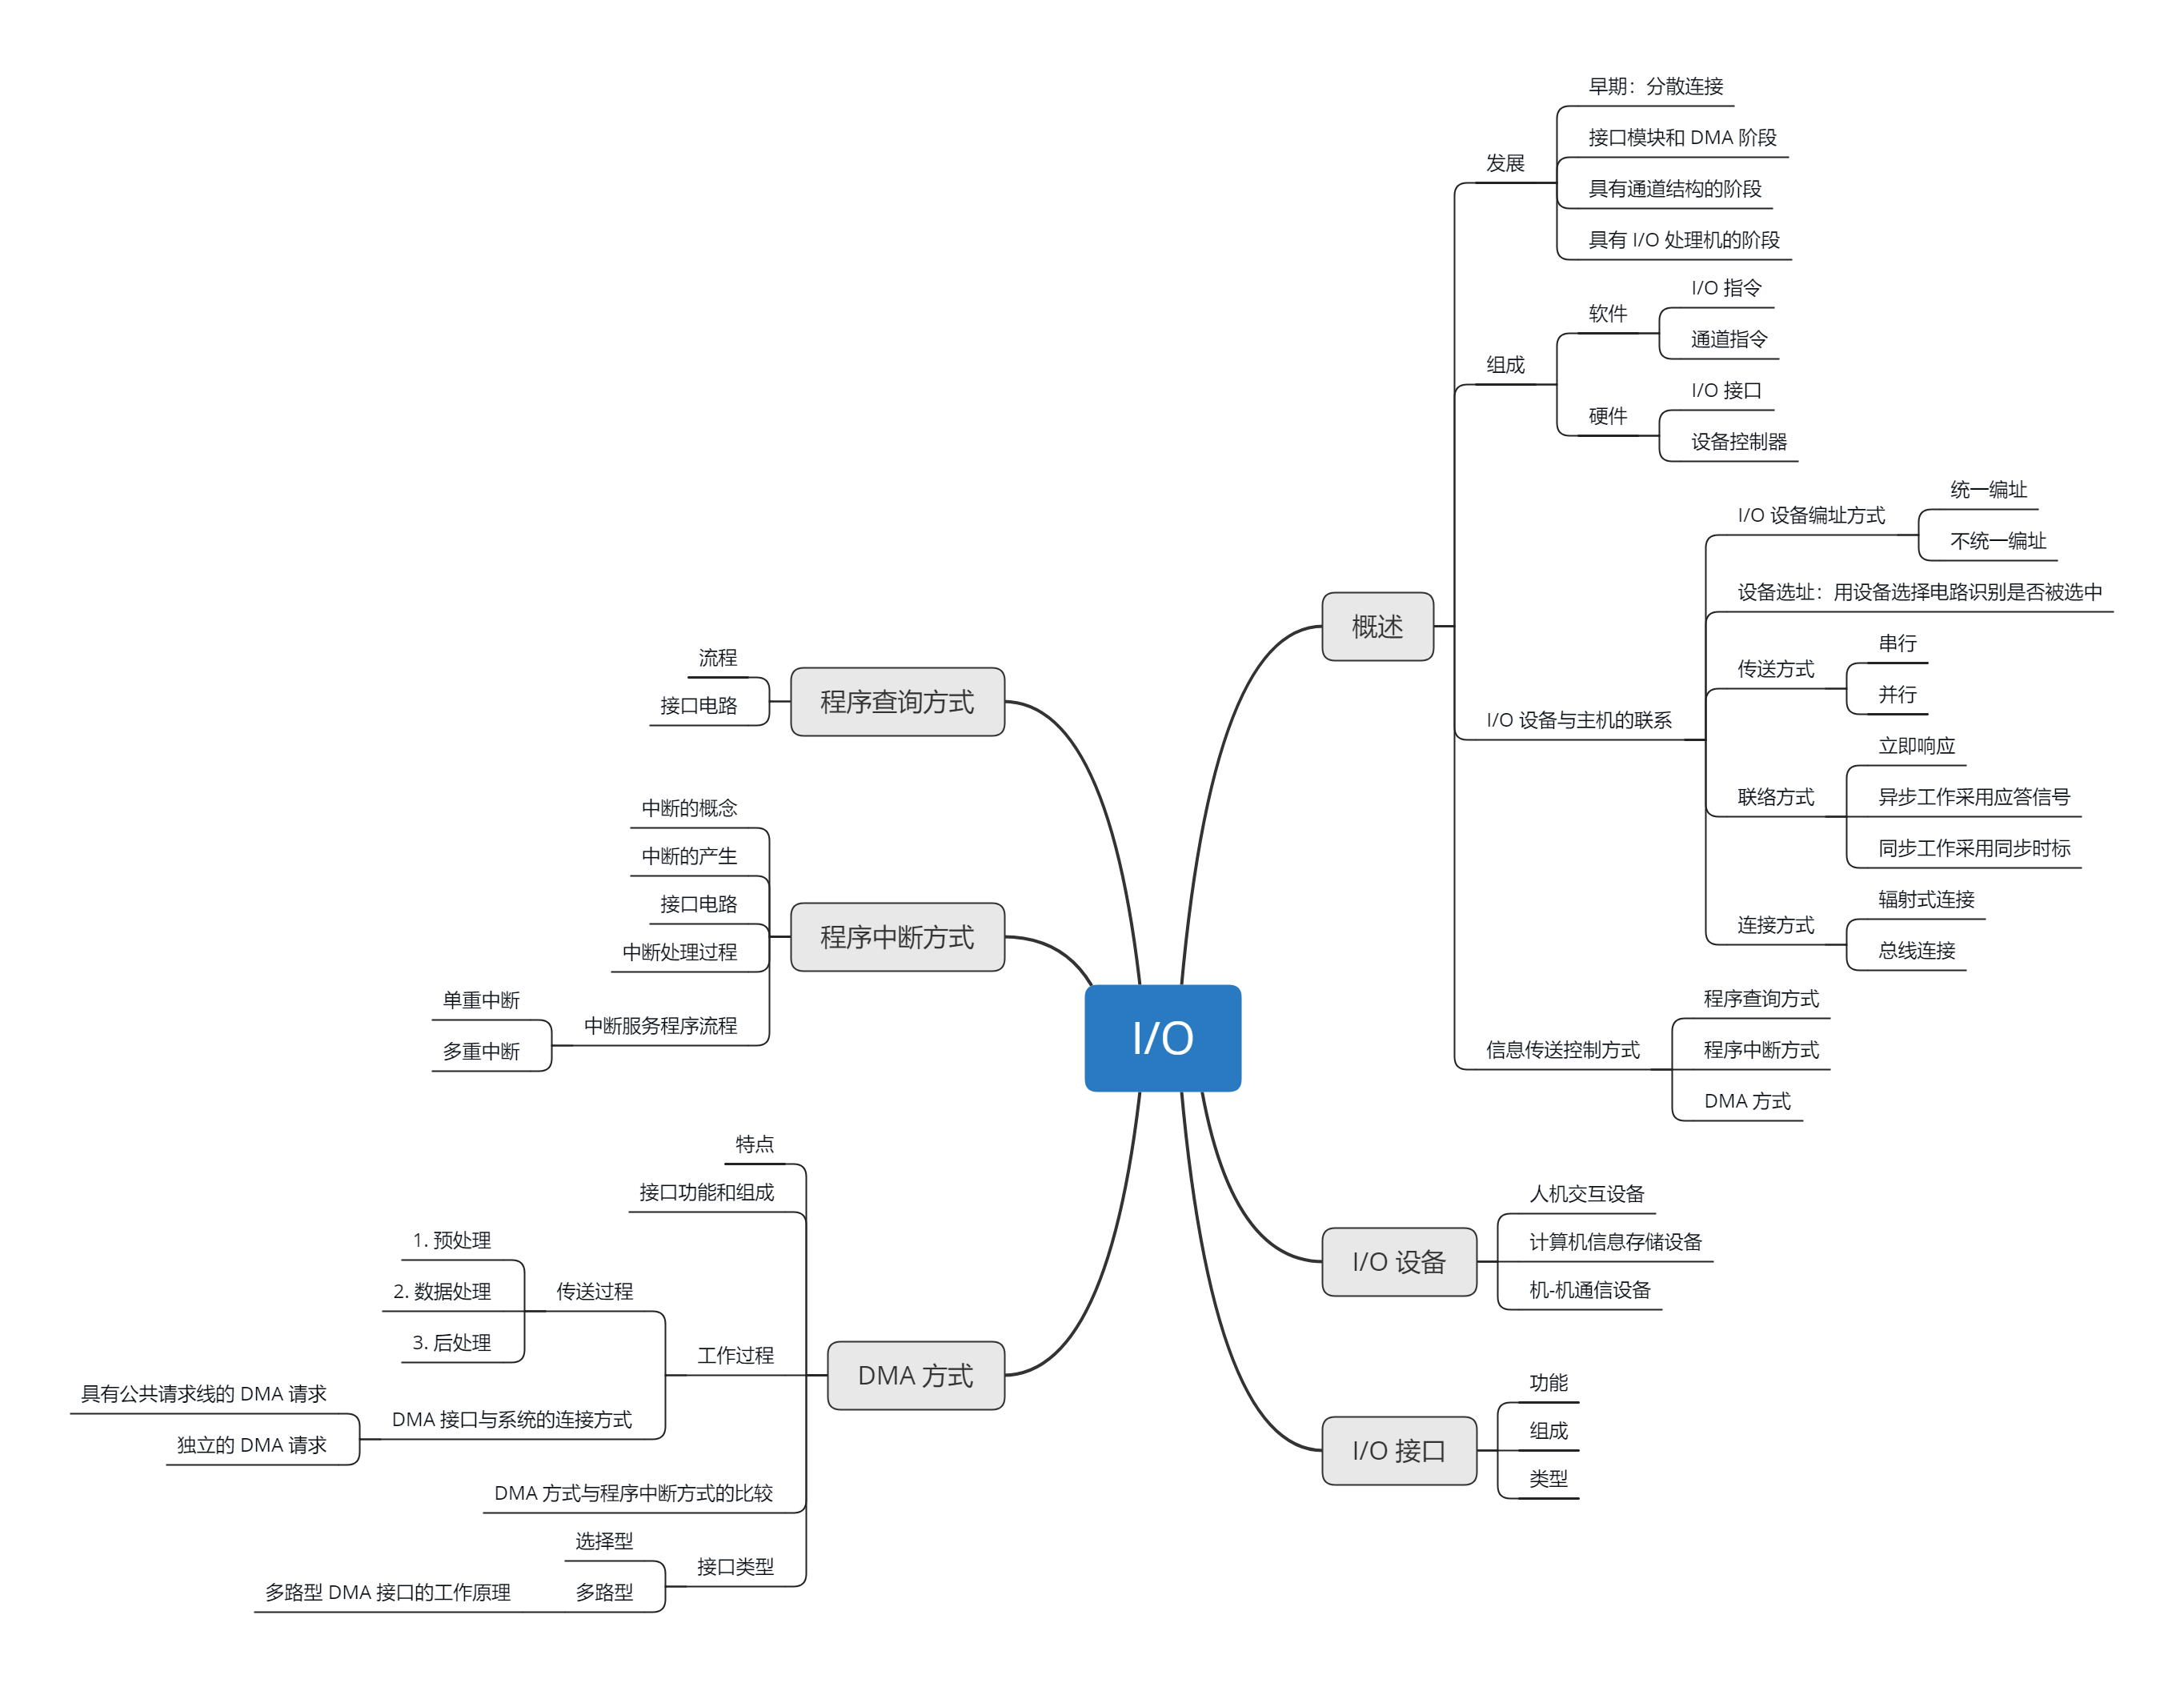 I/O
概述
发展
早期：分散连接
接口模块和 DMA 阶段
具有通道结构的阶段
具有 I/O 处理机的阶段
组成
软件
I/O 指令
通道指令
硬件
I/O 接口
设备控制器
I/O 设备与主机的联系
I/O 设备编址方式
统一编址
不统一编址
设备选址：用设备选择电路识别是否被选中
传送方式
串行
并行
联络方式
立即响应
异步工作采用应答信号
同步工作采用同步时标
连接方式
辐射式连接
总线连接
信息传送控制方式
程序查询方式
程序中断方式
DMA 方式
I/O 设备
人机交互设备
计算机信息存储设备
机-机通信设备
I/O 接口
功能
组成
类型
程序查询方式
流程
接口电路
程序中断方式
中断的概念
中断的产生
接口电路
中断处理过程
中断服务程序流程
单重中断
多重中断
DMA 方式
特点
接口功能和组成
工作过程
传送过程
1. 预处理
2. 数据处理
3. 后处理
DMA 接口与系统的连接方式
具有公共请求线的 DMA 请求
独立的 DMA 请求
DMA 方式与程序中断方式的比较
接口类型
选择型
多路型
多路型 DMA 接口的工作原理